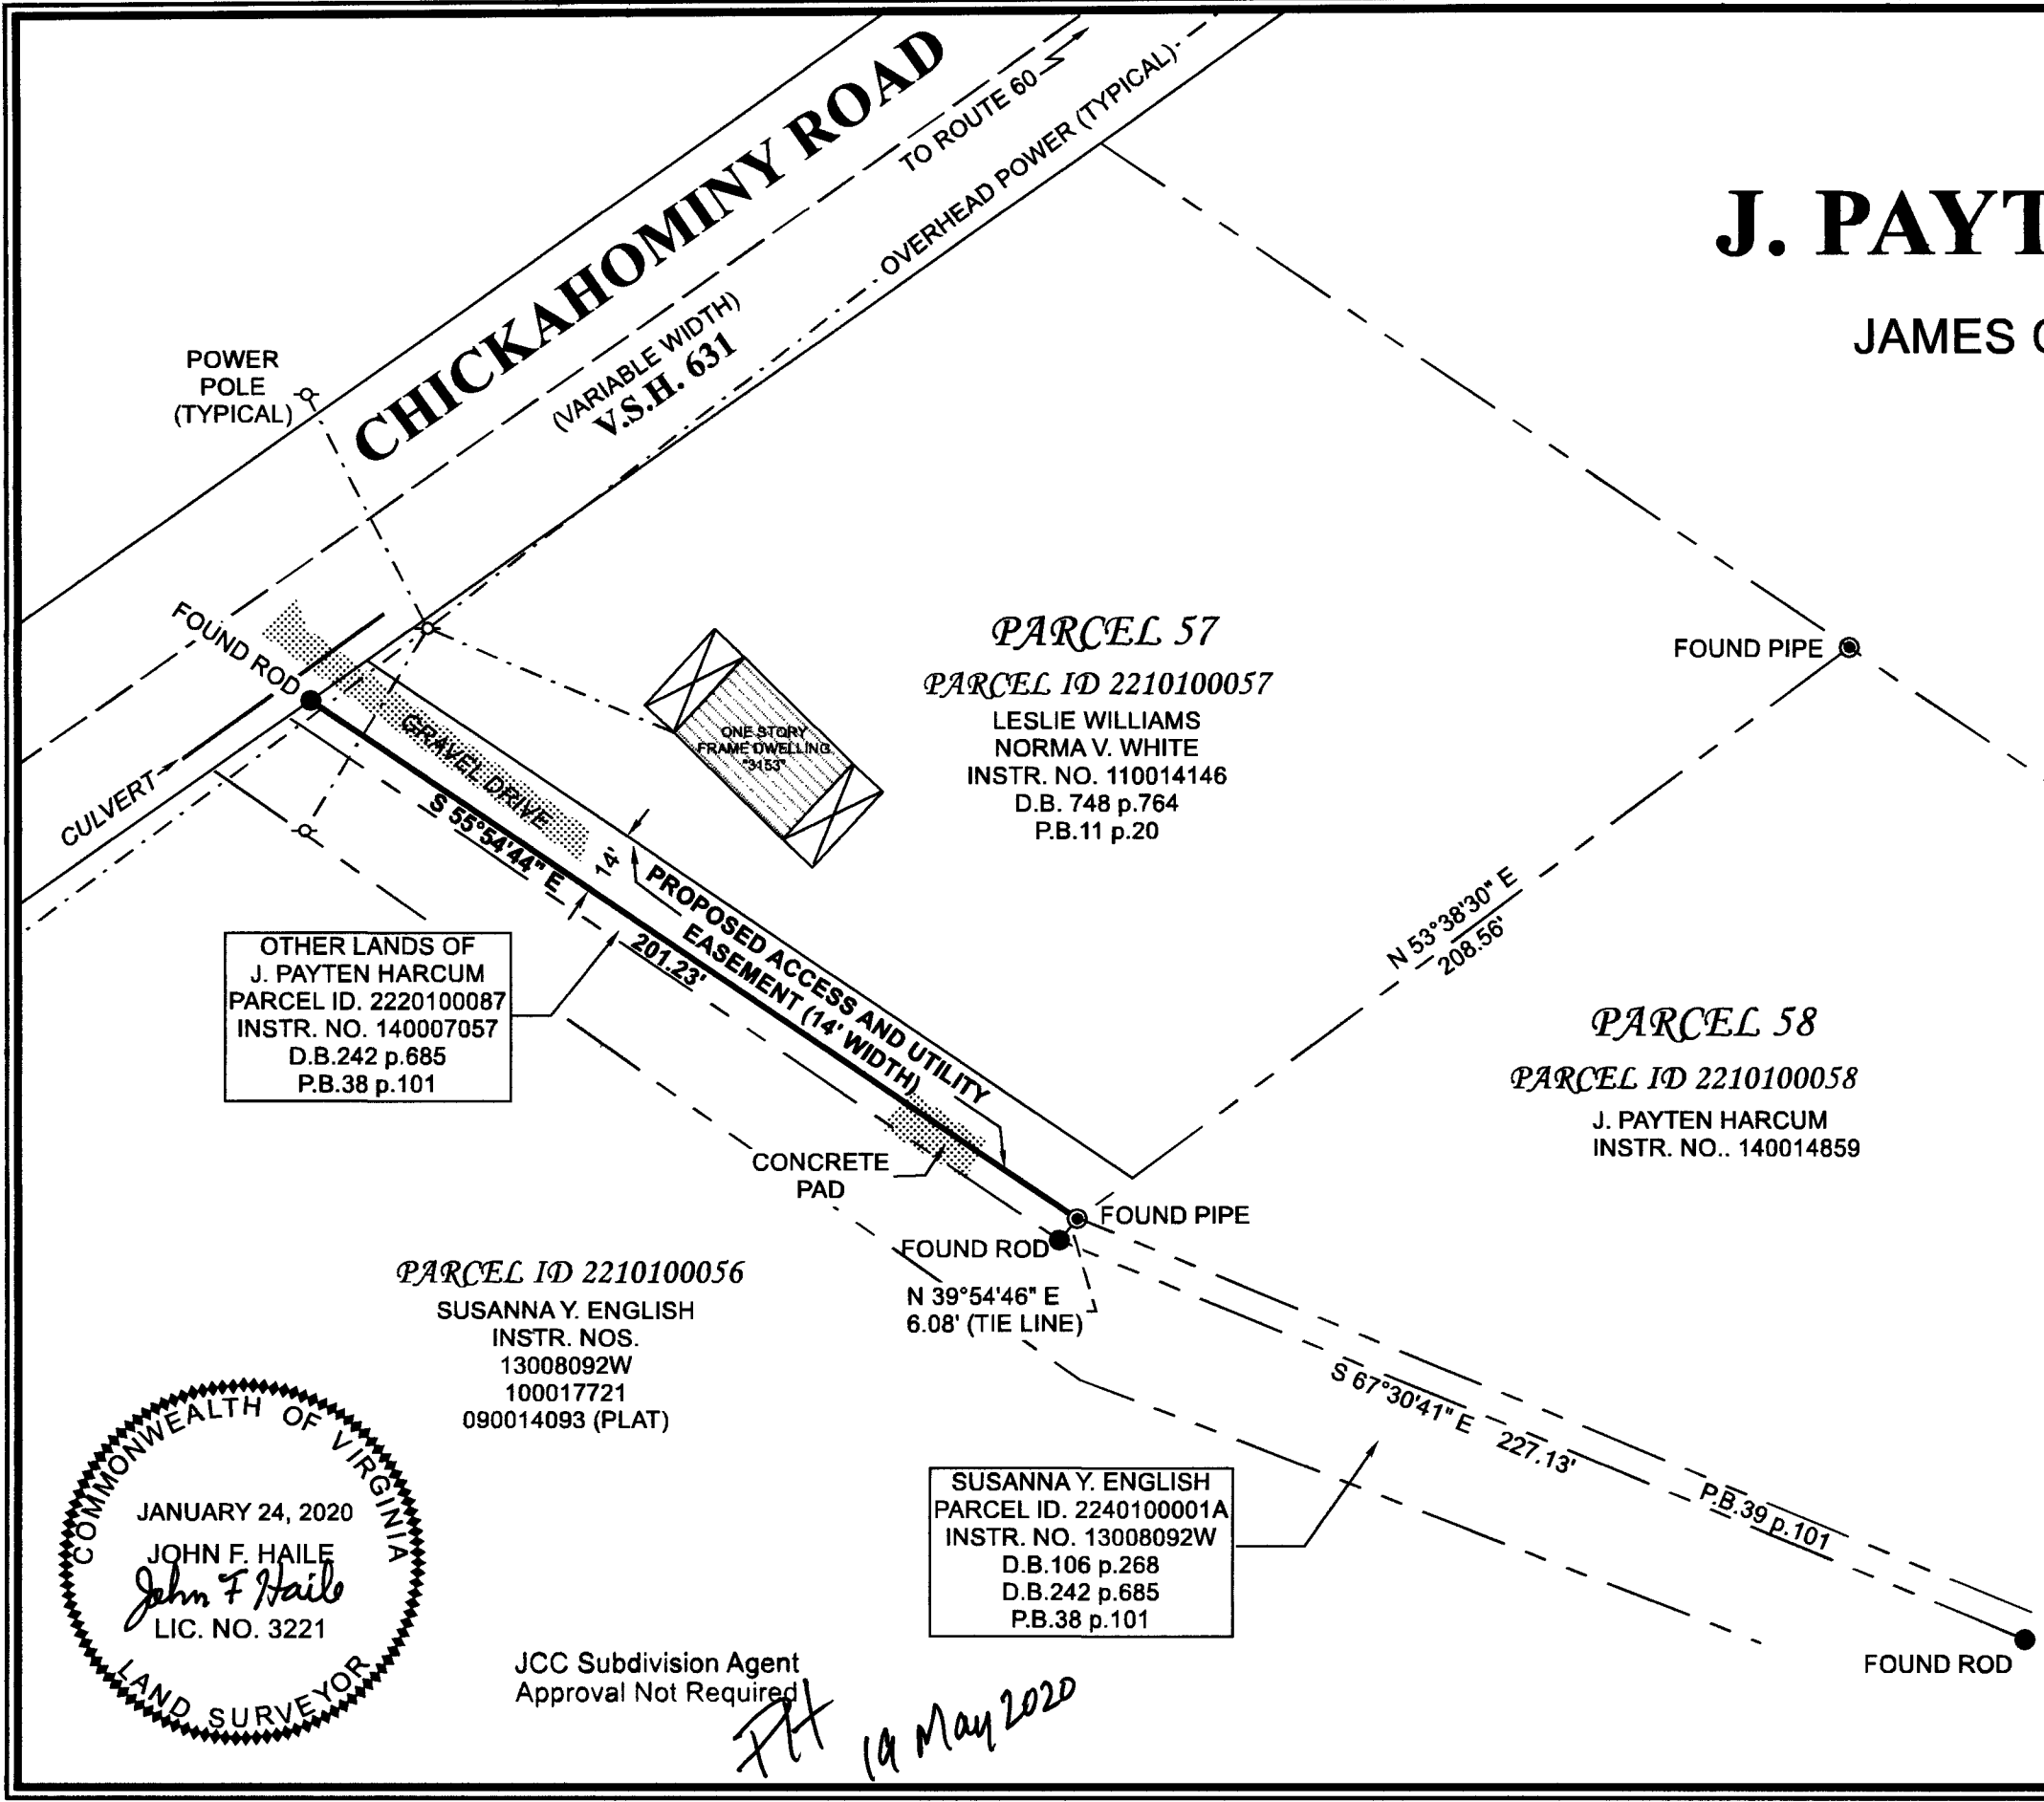 CHICKAHOMINY ROAD
TO ROUTE 60
OVERHEAD POWER (TYPICAL)
(VARIABLE WIDTH)
V.S.H. 631
J. PAYT
JAMES
POWER
POLE
(TYPICAL)
FOUND ROD
CULVERT
GRAVEL DRIVE
ONE STORY
FRAME DWELLING
"3153"
PARCEL 57
PARCEL ID 2210100057
LESLIE WILLIAMS
NORMA V. WHITE
INSTR. NO. 110014146
D.B. 748 p.764
P.B.11 p.20
FOUND PIPE
N 53°38'30" E
208.56'
S 55°54'44" E
201.23'
14'
PROPOSED ACCESS AND UTILITY
EASEMENT (14' WIDTH)
OTHER LANDS OF
J. PAYTEN HARCUM
PARCEL ID. 2220100087
INSTR. NO. 140007057
D.B.242 p.685
P.B.38 p.101
PARCEL 58
PARCEL ID 2210100058
J. PAYTEN HARCUM
INSTR. NO.. 140014859
CONCRETE
PAD
FOUND PIPE
FOUND ROD
N 39°54'46" E
6.08' (TIE LINE)
PARCEL ID 2210100056
SUSANNA Y. ENGLISH
INSTR. NOS.
13008092W
100017721
090014093 (PLAT)
S 67°30'41" E 227.13'
P.B.39 p.101
SUSANNA Y. ENGLISH
PARCEL ID. 2240100001A
INSTR. NO. 13008092W
D.B.106 p.268
D.B.242 p.685
P.B.38 p.101
FOUND ROD
COMMONWEALTH OF VIRGINIA
JANUARY 24, 2020
JOHN F. HAILE
John F Haile
LIC. NO. 3221
LAND SURVEYOR
JCC Subdivision Agent
Approval Not Required
19 May 2020